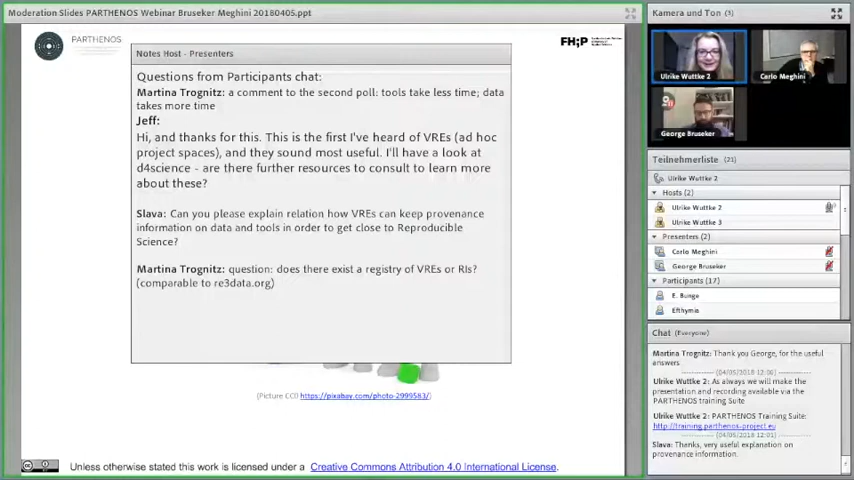 Moderation Slides PARTHENOS Webinar Bruseker Meghini 20180405.ppt
PARTHENOS
FH;P
Notes Host - Presenters
Questions from Participants chat:
Martina Trognitz: a comment to the second poll: tools take less time; data
takes more time
Jeff:
Hi, and thanks for this. This is the first I've heard of VREs (ad hoc
project spaces), and they sound most useful. I'll have a look at
d4science - are there further resources to consult to learn more
about these?
Slava: Can you please explain relation how VREs can keep provenance
information on data and tools in order to get close to Reproducible
Science?
Martina Trognitz: question: does there exist a registry of VREs or RIs?
(comparable to re3data.org)
(Picture CC0 https://pixabay.com/photo-2999583/)
Unless otherwise stated this work is licensed under a Creative Commons Attribution 4.0 International License.
Kamera und Ton (3)
Ulrike Wuttke 2
Carlo Meghini
George Bruseker
Teilnehmerliste (21)
Ulrike Wuttke 2
Hosts (2)
Ulrike Wuttke 2
Ulrike Wuttke 3
Presenters (2)
Carlo Meghini
George Bruseker
Participants (17)
E. Bunge
Efthymia
Chat (Everyone)
Martina Trognitz: Thank you George, for the useful
answers
(04/05/2018 12:00)
Ulrike Wuttke 2: As always we will make the
presentation and recording available via the
PARTHENOS training Suite
Ulrike Wuttke 2: PARTHENOS Training Suite:
http://training.parthenos-project.eu
(04/05/2018 12:01)
Slava: Thanks, very useful explanation on
provenance information.